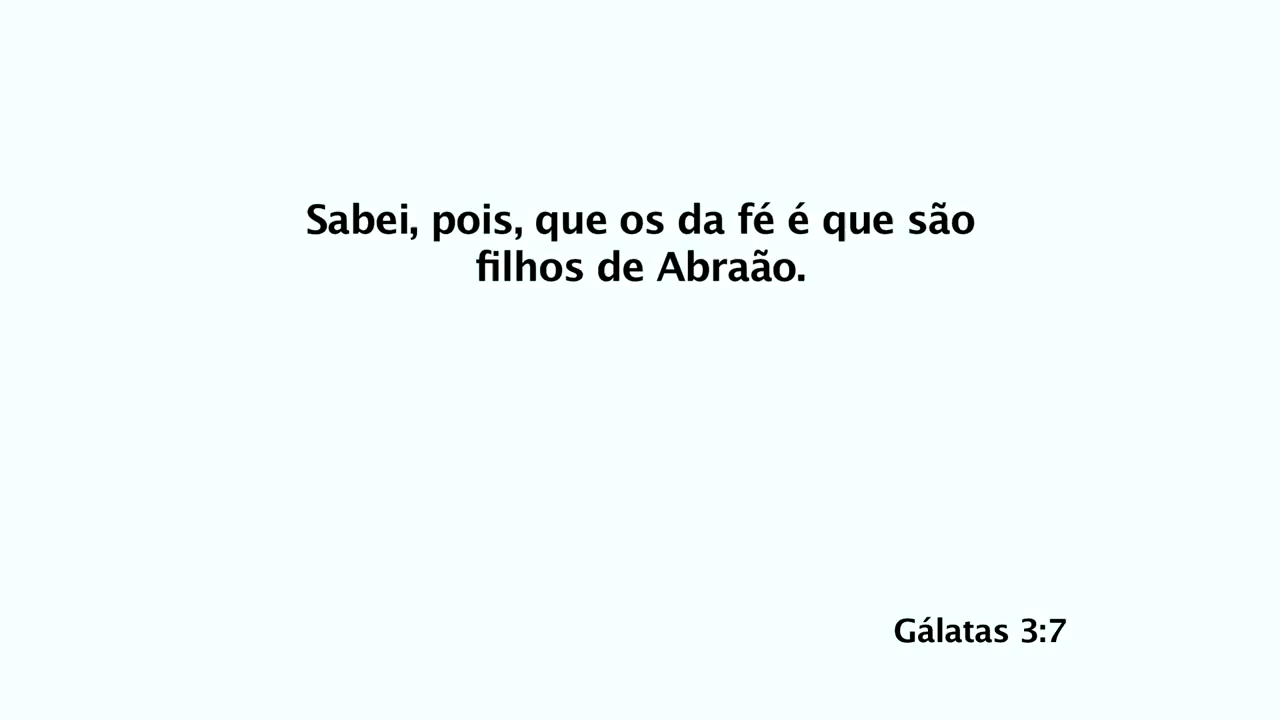 Sabei, pois, que os da fé é que são
filhos de Abraão.
Gálatas 3:7